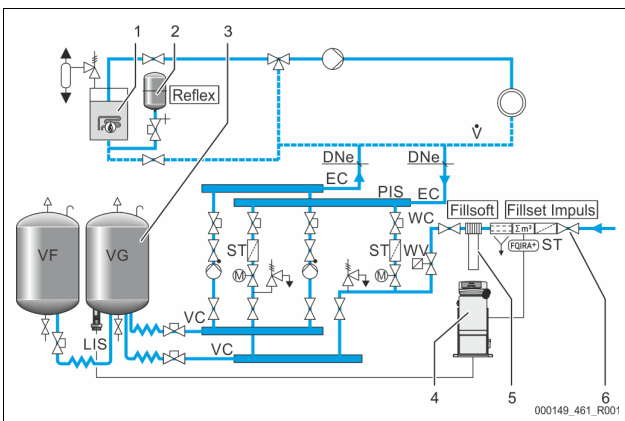 1
2
3
Reflex
V̇
DNe
DNe
EC
PIS
EC
WC
Fillsoft
Fillset Impuls
Σm³
FQIRA+
ST
ST
ST
WV
M
M
VF
VG
VC
VC
LIS
4
5
6
000149_461_R001